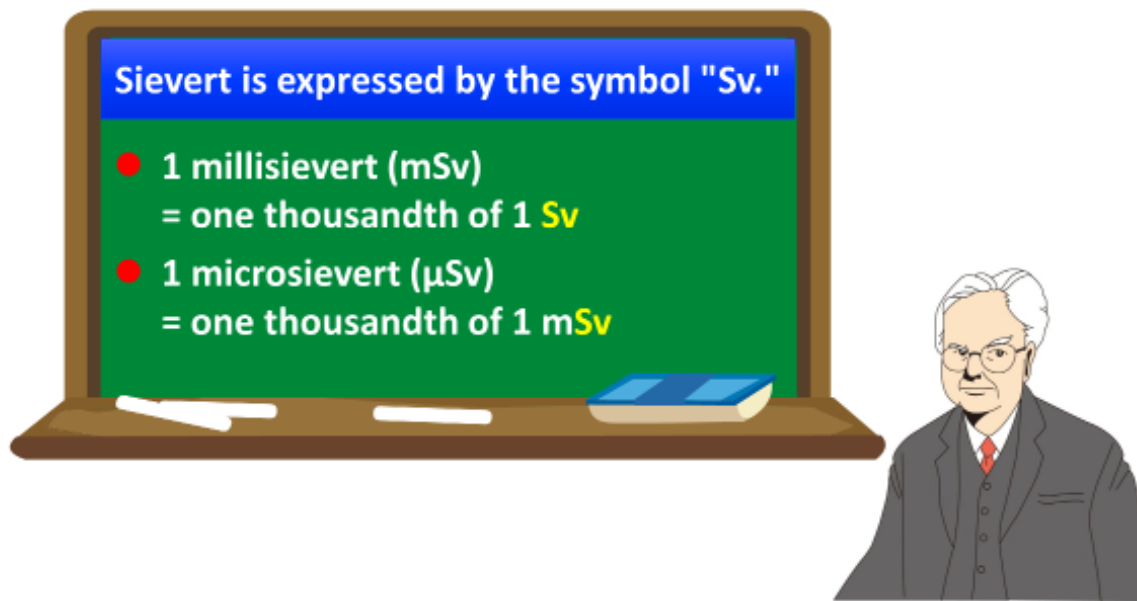 Sievert is expressed by the symbol "Sv."
● 1 millisievert (mSv)
= one thousandth of 1 Sv
● 1 microsievert (μSv)
= one thousandth of 1 mSv